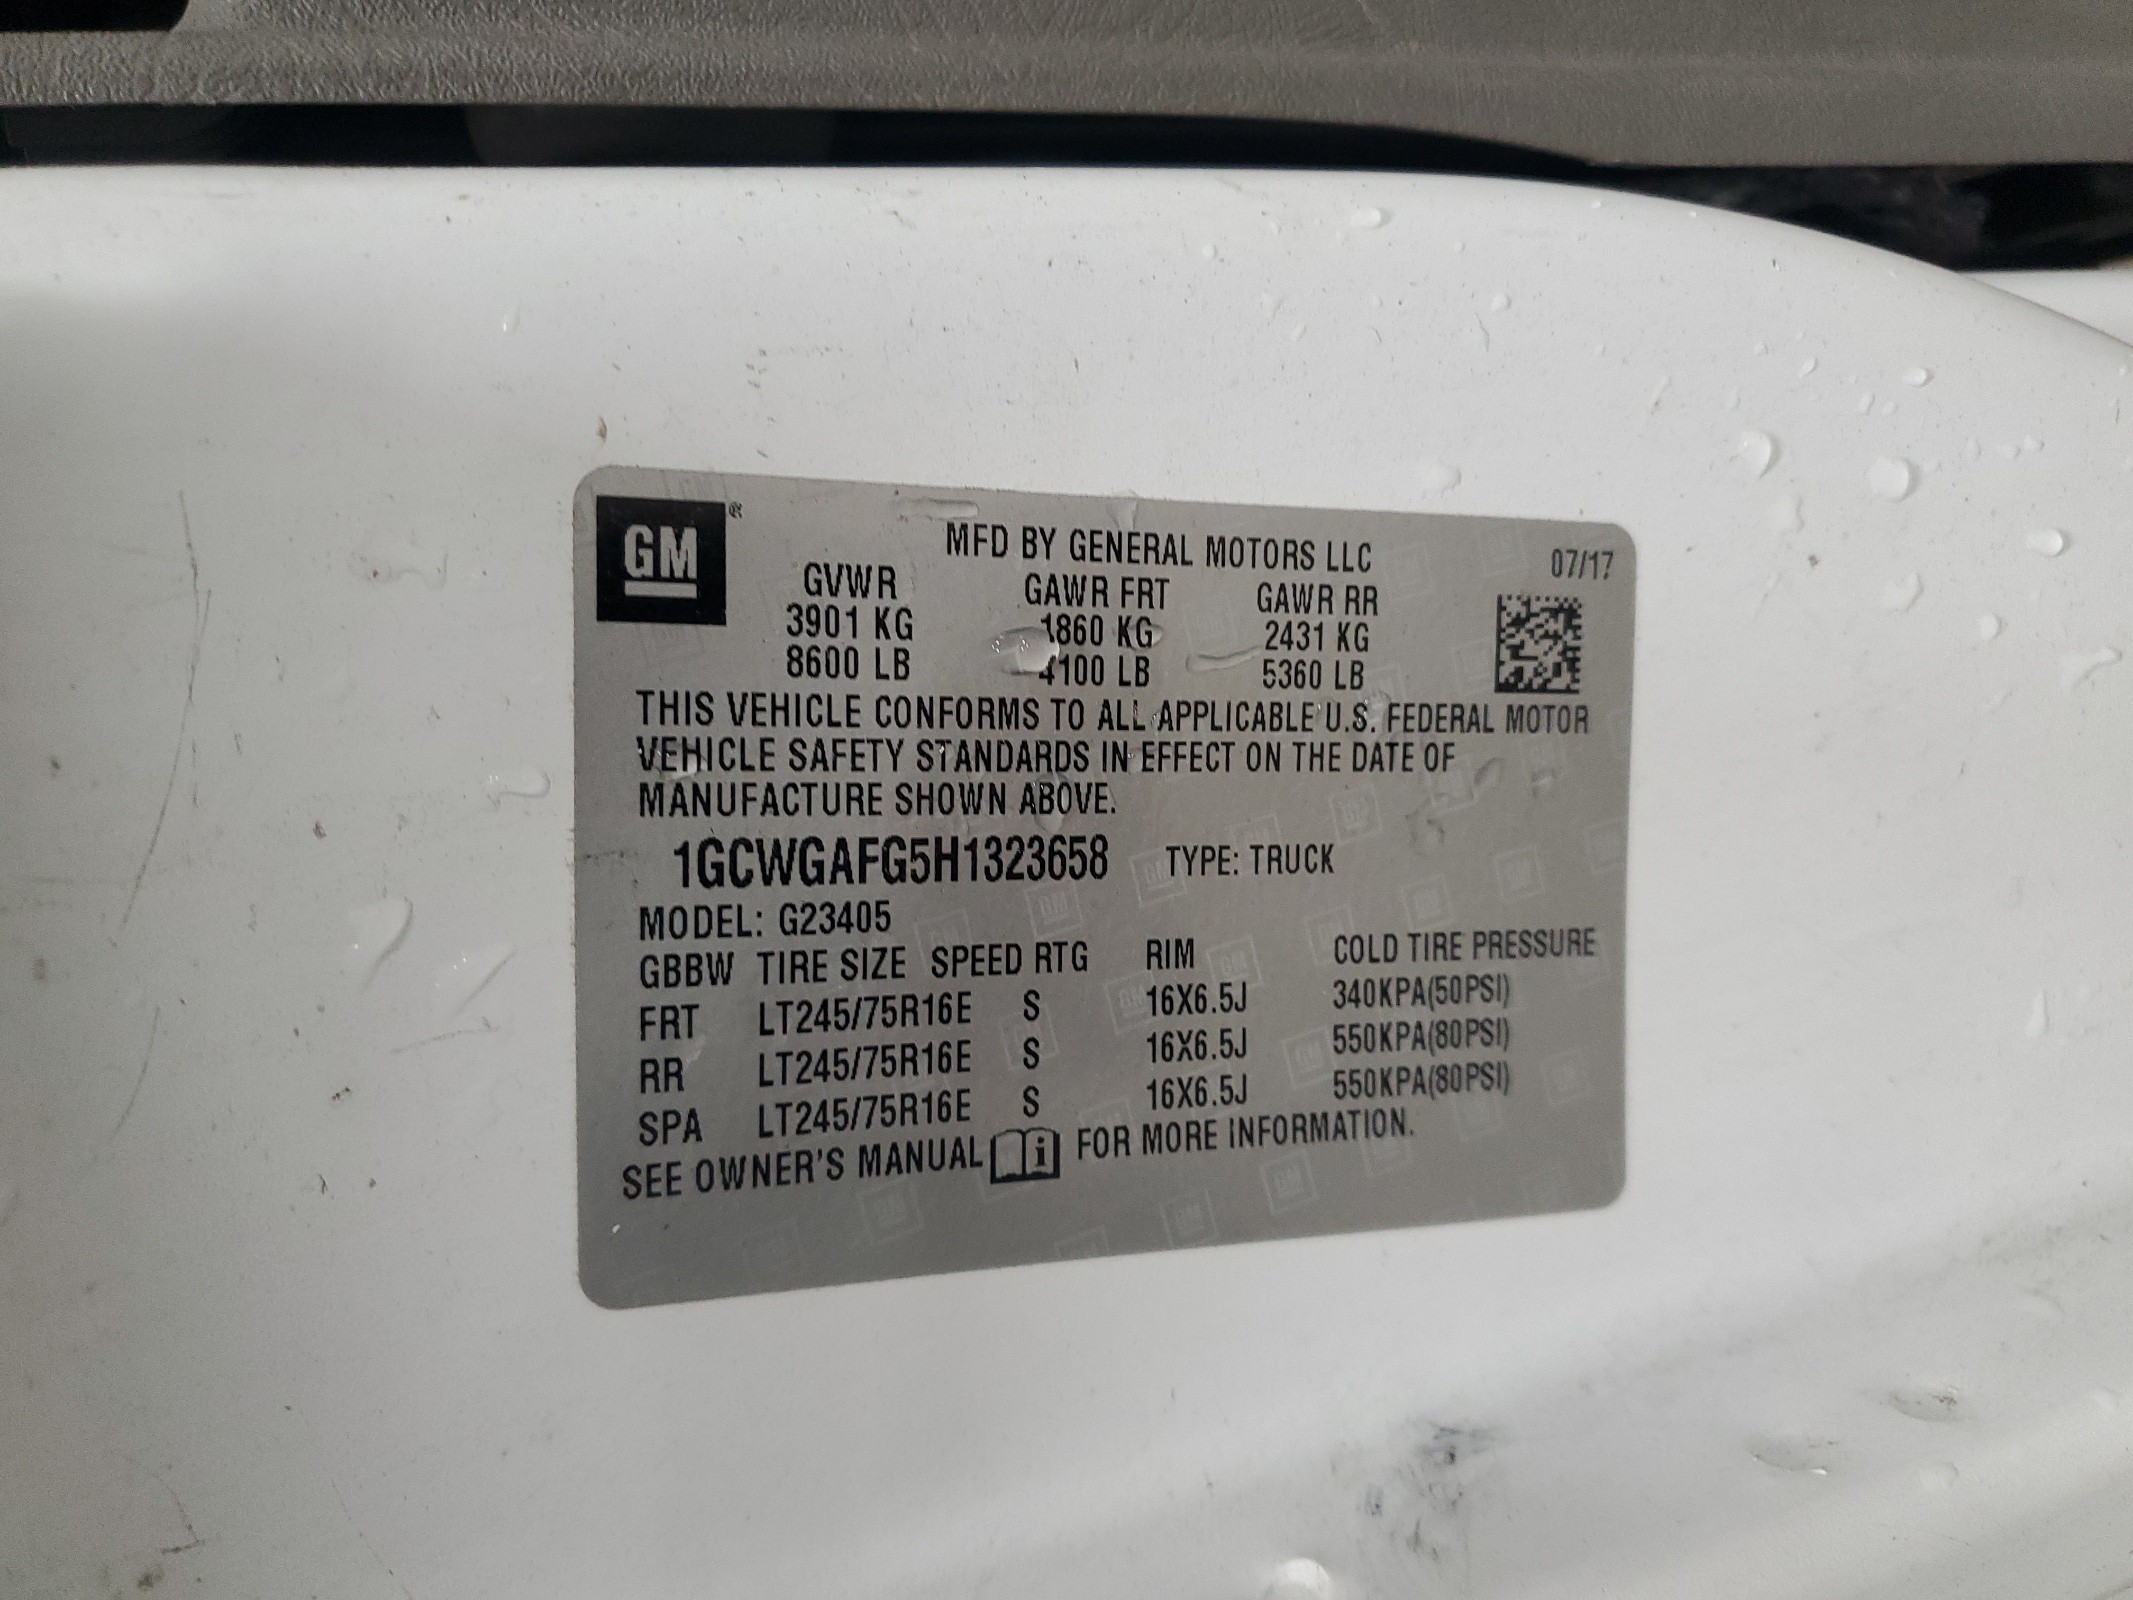 GM
MFD BY GENERAL MOTORS LLC 07/17
GVWR GAWR FRT GAWR RR
3901 KG 1860 KG 2431 KG
8600 LB 4100 LB 5360 LB
THIS VEHICLE CONFORMS TO ALL APPLICABLE U.S. FEDERAL MOTOR
VEHICLE SAFETY STANDARDS IN EFFECT ON THE DATE OF
MANUFACTURE SHOWN ABOVE.
1GCWGAFG5H1323658 TYPE: TRUCK
MODEL: G23405
GBBW TIRE SIZE SPEED RTG RIM COLD TIRE PRESSURE
FRT LT245/75R16E S 16X6.5J 340KPA(50PSI)
RR LT245/75R16E S 16X6.5J 550KPA(80PSI)
SPA LT245/75R16E S 16X6.5J 550KPA(80PSI)
SEE OWNER'S MANUAL i FOR MORE INFORMATION.